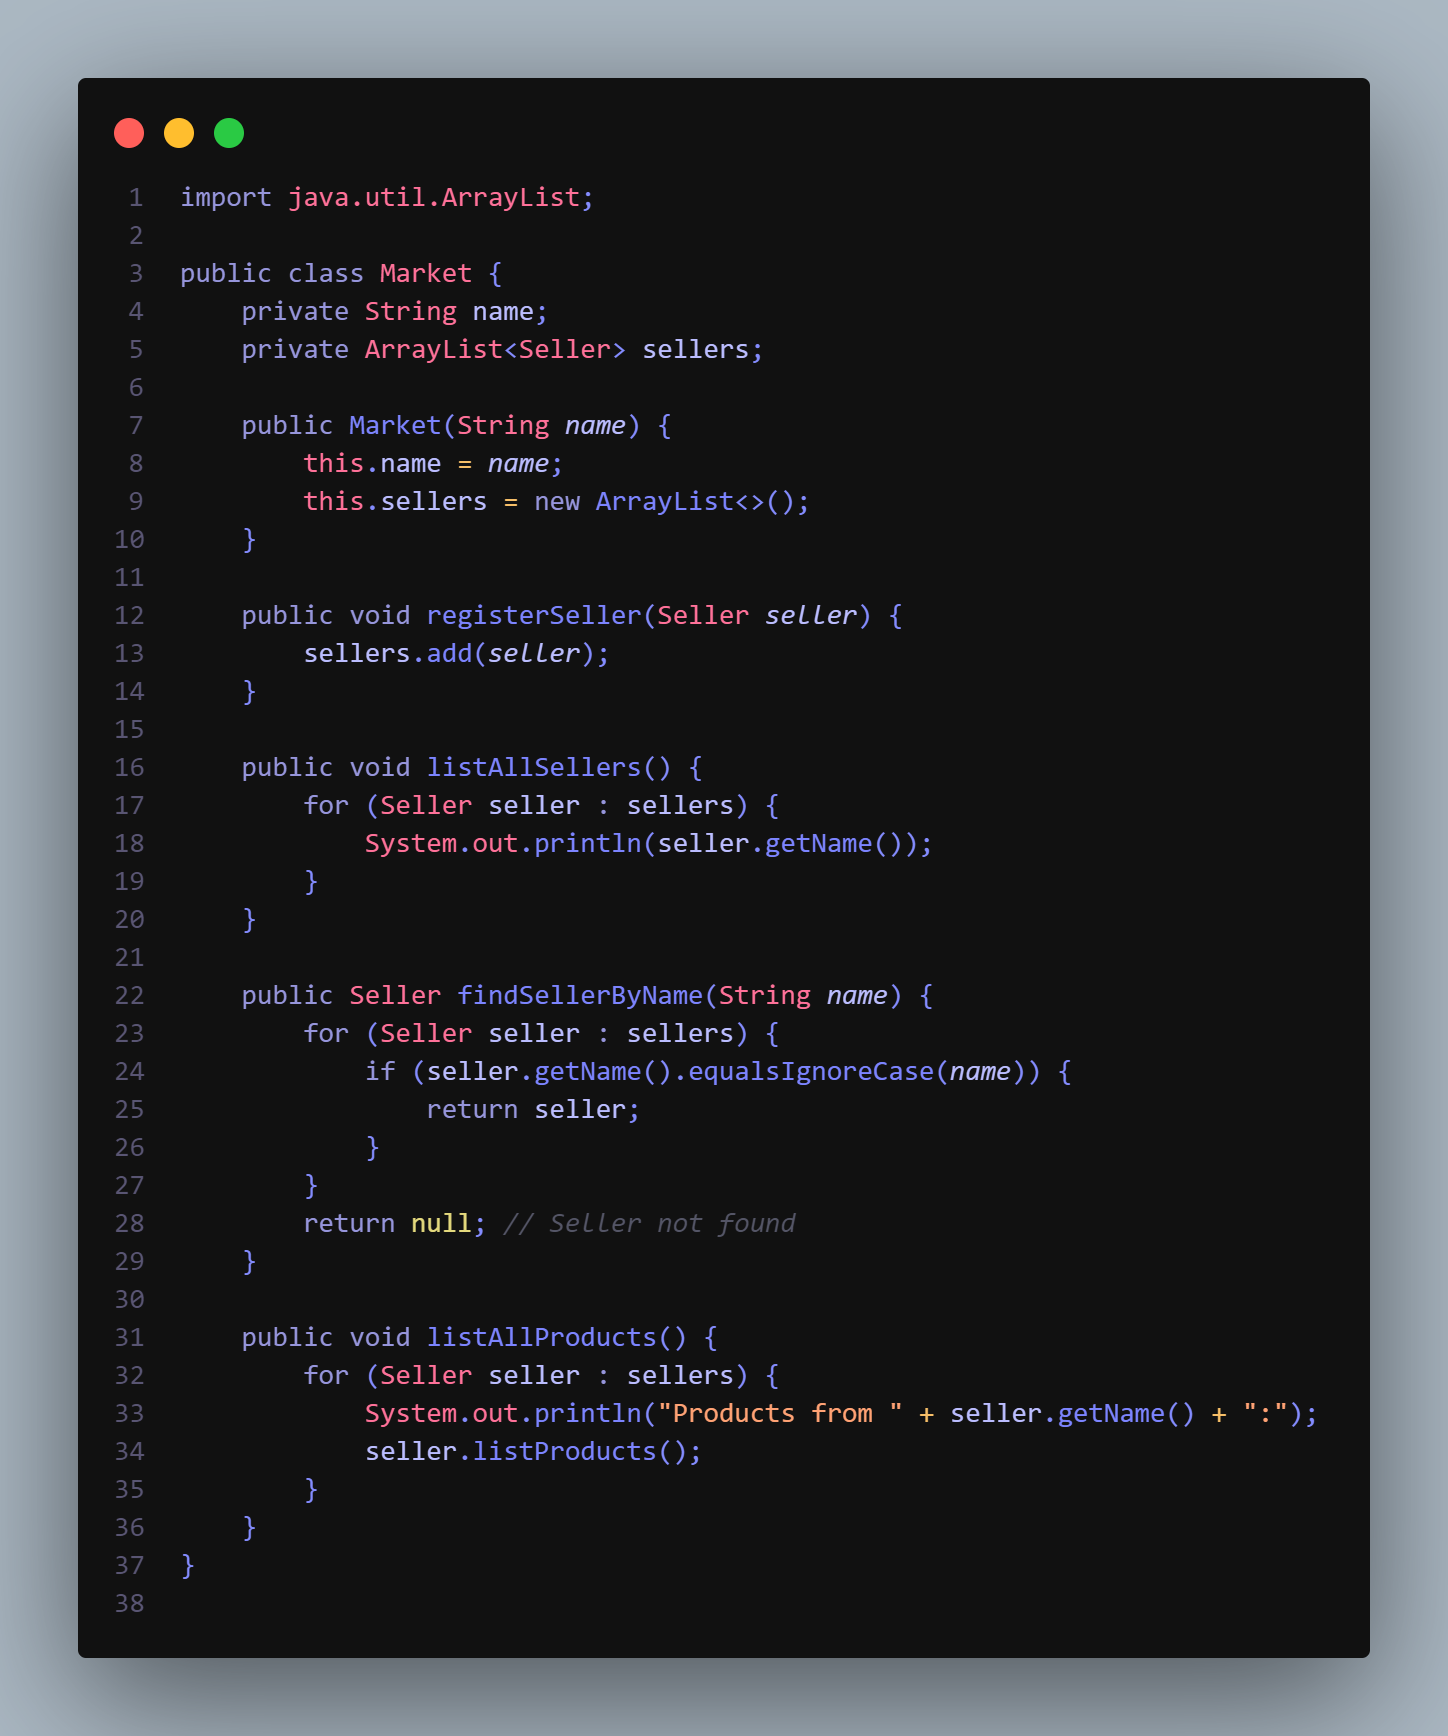 1 import java.util.ArrayList;
2
3 public class Market {
4     private String name;
5     private ArrayList<Seller> sellers;
6
7     public Market(String name) {
8         this.name = name;
9         this.sellers = new ArrayList<>();
10     }
11
12     public void registerSeller(Seller seller) {
13         sellers.add(seller);
14     }
15
16     public void listAllSellers() {
17         for (Seller seller : sellers) {
18             System.out.println(seller.getName());
19         }
20     }
21
22     public Seller findSellerByName(String name) {
23         for (Seller seller : sellers) {
24             if (seller.getName().equalsIgnoreCase(name)) {
25                 return seller;
26             }
27         }
28         return null; // Seller not found
29     }
30
31     public void listAllProducts() {
32         for (Seller seller : sellers) {
33             System.out.println("Products from " + seller.getName() + ":");
34             seller.listProducts();
35         }
36     }
37 }
38